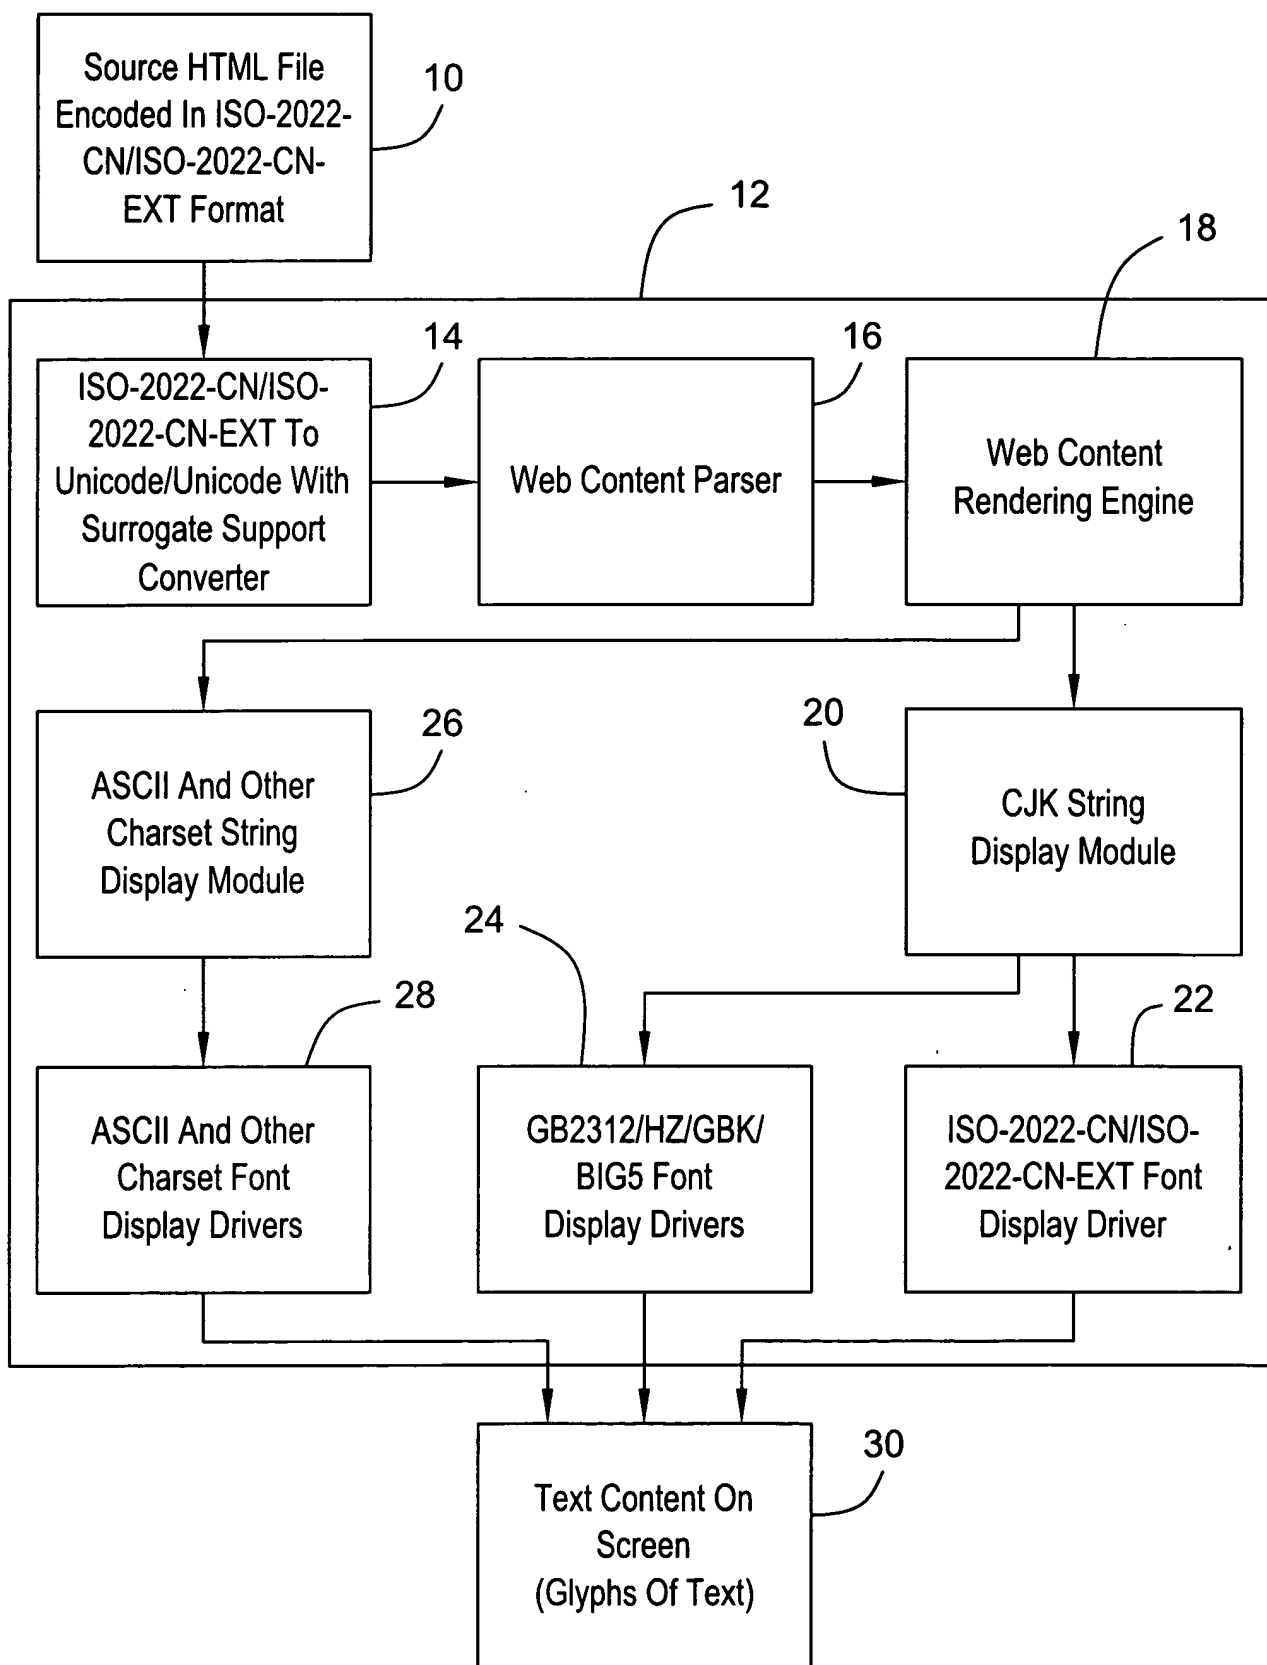 Source HTML File
Encoded In ISO-2022-
CN/ISO-2022-CN-
EXT Format
10
12
18
14
16
ISO-2022-CN/ISO-
2022-CN-EXT To
Unicode/Unicode With
Surrogate Support
Converter
Web Content Parser
Web Content
Rendering Engine
26
20
ASCII And Other
Charset String
Display Module
CJK String
Display Module
24
28
22
ASCII And Other
Charset Font
Display Drivers
GB2312/HZ/GBK/
BIG5 Font
Display Drivers
ISO-2022-CN/ISO-
2022-CN-EXT Font
Display Driver
30
Text Content On
Screen
(Glyphs Of Text)